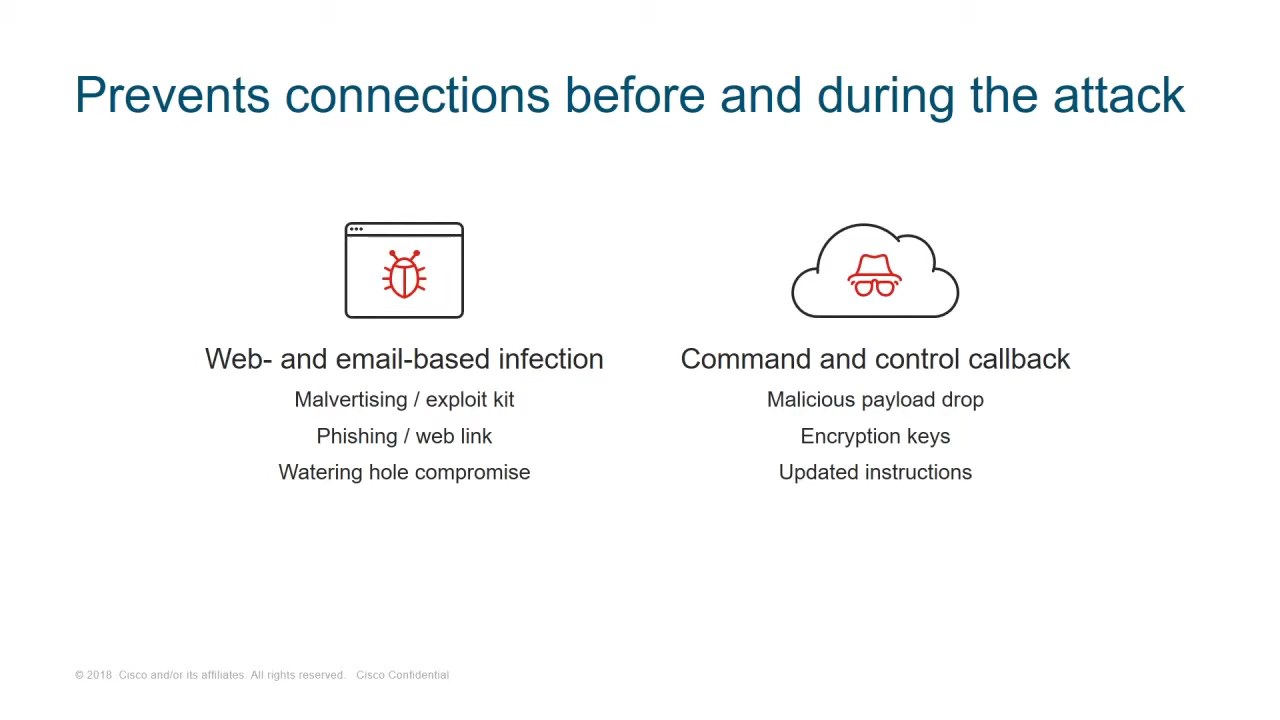 Prevents connections before and during the attack
Web- and email-based infection
Malvertising / exploit kit
Phishing / web link
Watering hole compromise
Command and control callback
Malicious payload drop
Encryption keys
Updated instructions
© 2018 Cisco and/or its affiliates. All rights reserved. Cisco Confidential